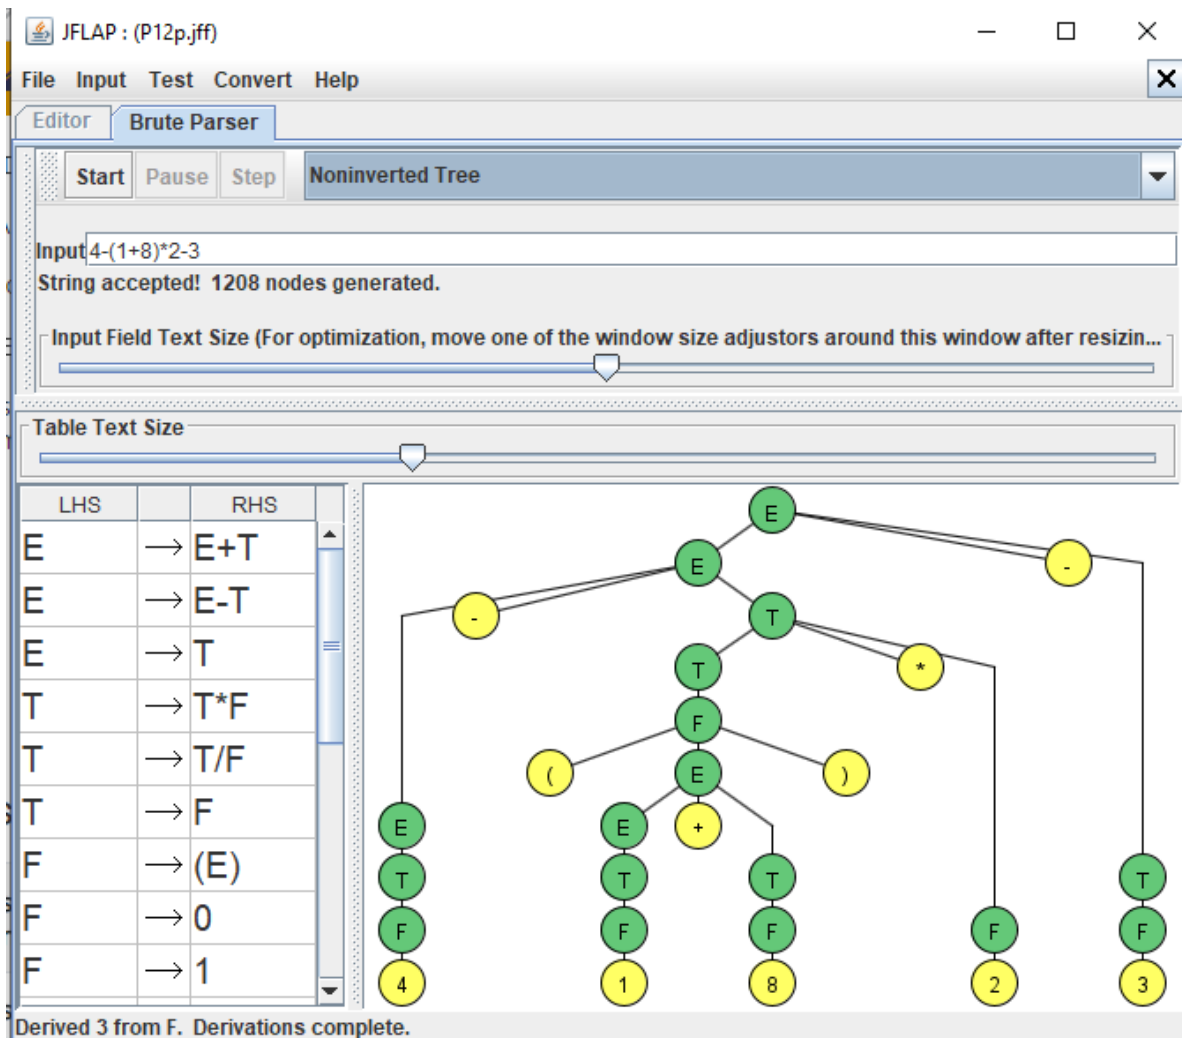 JFLAP : (P12p.jff)
File Input Test Convert Help
Editor Brute Parser
Start Pause Step Noninverted Tree
Input 4-(1+8)*2-3
String accepted! 1208 nodes generated.
Input Field Text Size (For optimization, move one of the window size adjustors around this window after resizin...
Table Text Size
LHS RHS
E → E+T
E → E-T
E → T
T → T*F
T → T/F
T → F
F → (E)
F → 0
F → 1
E
E -
- T
T *
F
( E )
E E +
T T T T
F F F F F
4 1 8 2 3
Derived 3 from F. Derivations complete.